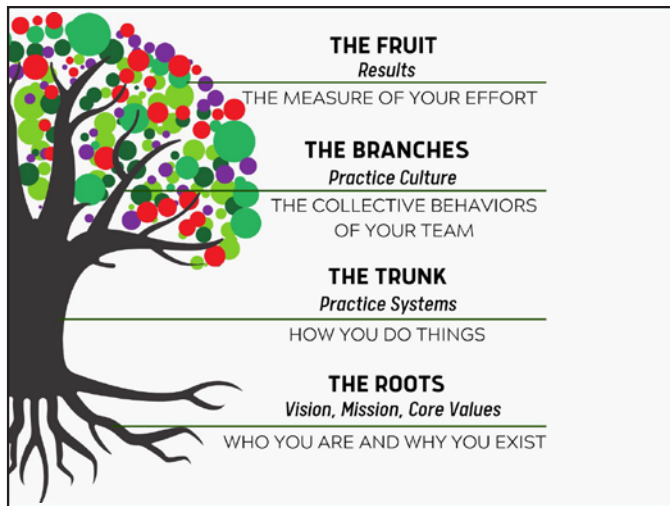 THE FRUIT
Results
THE MEASURE OF YOUR EFFORT
THE BRANCHES
Practice Culture
THE COLLECTIVE BEHAVIORS
OF YOUR TEAM
THE TRUNK
Practice Systems
HOW YOU DO THINGS
THE ROOTS
Vision, Mission, Core Values
WHO YOU ARE AND WHY YOU EXIST